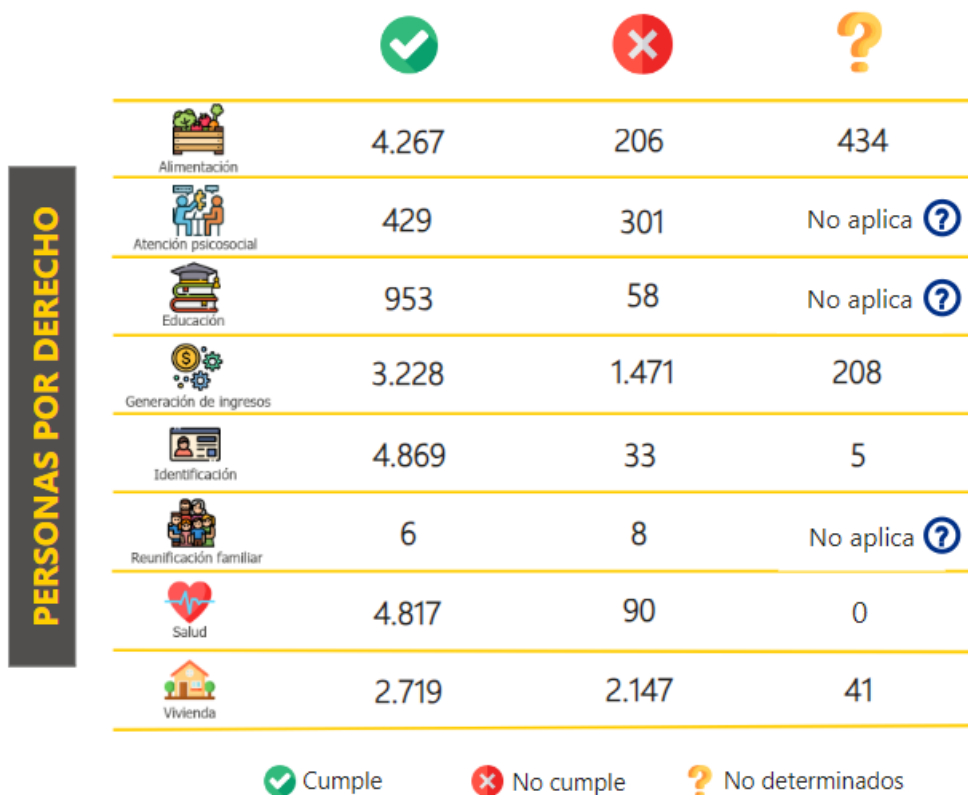 PERSONAS POR DERECHO
Alimentación 4.267 206 434
Atención psicosocial 429 301 No aplica ?
Educación 953 58 No aplica ?
Generación de ingresos 3.228 1.471 208
Identificación 4.869 33 5
Reunificación familiar 6 8 No aplica ?
Salud 4.817 90 0
Vivienda 2.719 2.147 41
Cumple No cumple No determinados